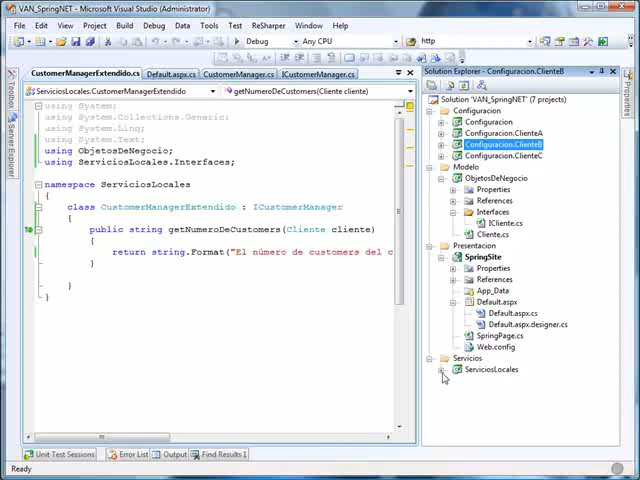 VAN_SpringNET - Microsoft Visual Studio (Administrator)
File Edit View Project Build Debug Data Tools Test ReSharper Window Help
Debug Any CPU http
CustomerManagerExtendido.cs Default.aspx.cs CustomerManager.cs ICustomerManager.cs
ServiciosLocales.CustomerManagerExtendido getNumeroDeCustomers(Cliente cliente)
using System;
using System.Collections.Generic;
using System.Linq;
using System.Text;
using ObjetosDeNegocio;
using ServiciosLocales.Interfaces;
namespace ServiciosLocales
{
class CustomerManagerExtendido : ICustomerManager
{
public string getNumeroDeCustomers(Cliente cliente)
{
return string.Format("El número de customers del c
}
}
}
Toolbox
Server Explorer
Solution Explorer - Configuracion.ClienteB
Solution 'VAN_SpringNET' (7 projects)
Configuracion
Configuracion
Configuracion.ClienteA
Configuracion.ClienteB
Configuracion.ClienteC
Modelo
ObjetosDeNegocio
Properties
References
Interfaces
ICliente.cs
Cliente.cs
Presentacion
SpringSite
Properties
References
App_Data
Default.aspx
Default.aspx.cs
Default.aspx.designer.cs
SpringPage.cs
Web.config
Servicios
ServiciosLocales
Properties
Unit Test Sessions Error List Output Find Results 1
Ready